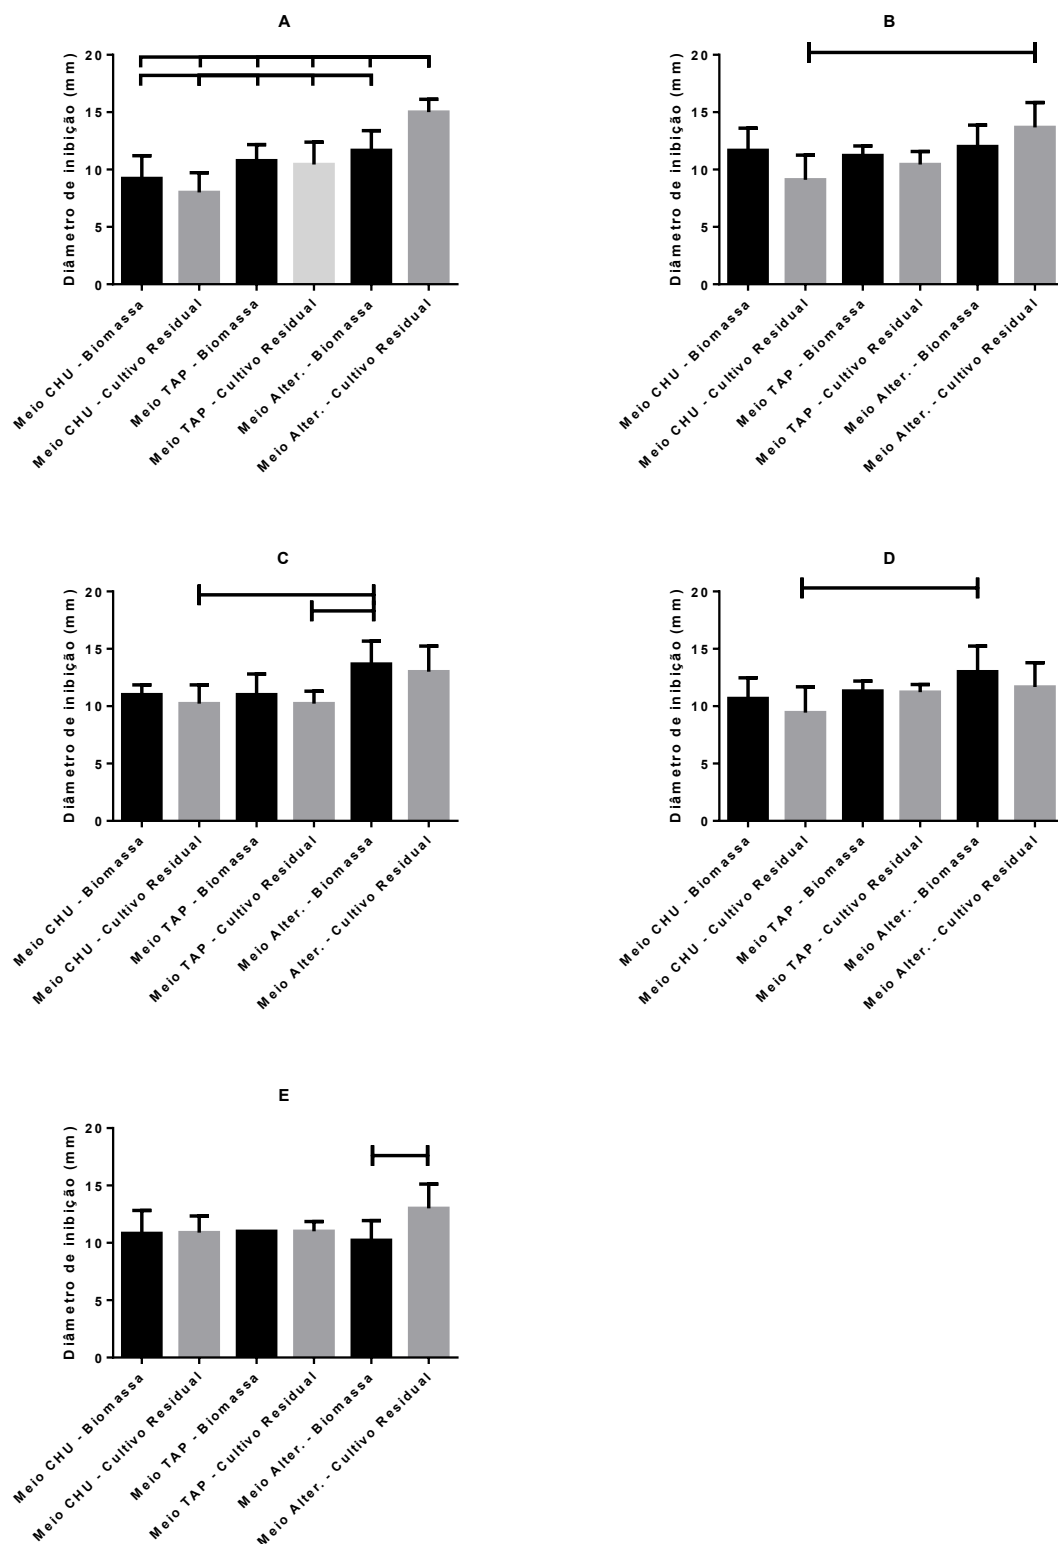 A
Diâmetro de inibição (mm)
20
15
10
5
0
Meio CHU - Biomassa
Meio CHU - Cultivo Residual
Meio TAP - Biomassa
Meio TAP - Cultivo Residual
Meio Alter. - Biomassa
Meio Alter. - Cultivo Residual
B
Diâmetro de inibição (mm)
20
15
10
5
0
Meio CHU - Biomassa
Meio CHU - Cultivo Residual
Meio TAP - Biomassa
Meio TAP - Cultivo Residual
Meio Alter. - Biomassa
Meio Alter. - Cultivo Residual
C
Diâmetro de inibição (mm)
20
15
10
5
0
Meio CHU - Biomassa
Meio CHU - Cultivo Residual
Meio TAP - Biomassa
Meio TAP - Cultivo Residual
Meio Alter. - Biomassa
Meio Alter. - Cultivo Residual
D
Diâmetro de inibição (mm)
20
15
10
5
0
Meio CHU - Biomassa
Meio CHU - Cultivo Residual
Meio TAP - Biomassa
Meio TAP - Cultivo Residual
Meio Alter. - Biomassa
Meio Alter. - Cultivo Residual
E
Diâmetro de inibição (mm)
20
15
10
5
0
Meio CHU - Biomassa
Meio CHU - Cultivo Residual
Meio TAP - Biomassa
Meio TAP - Cultivo Residual
Meio Alter. - Biomassa
Meio Alter. - Cultivo Residual